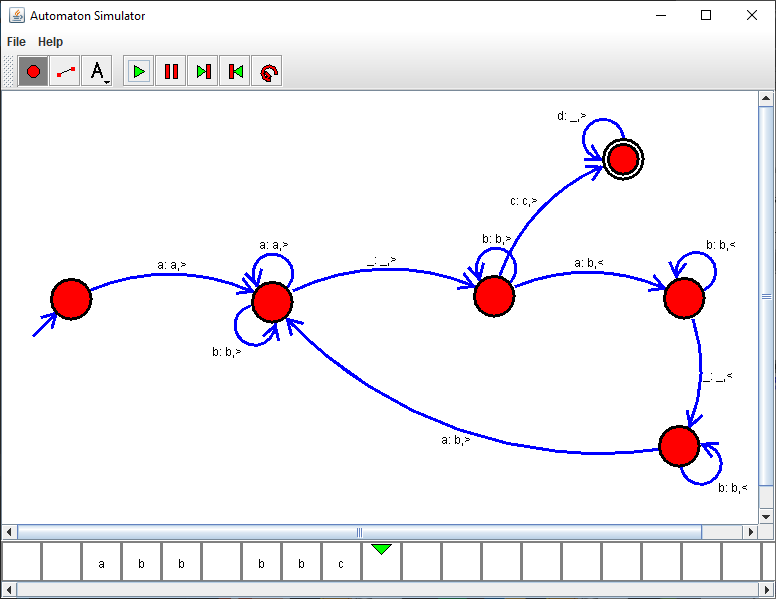 Automaton Simulator
File Help
A
d: _,>
c: c,>
b: b,>
a: a,>
a: a,>
_: _,>
a: b,<
b: b,<
b: b,>
_: _,<
a: b,>
b: b,<
a b b b b c